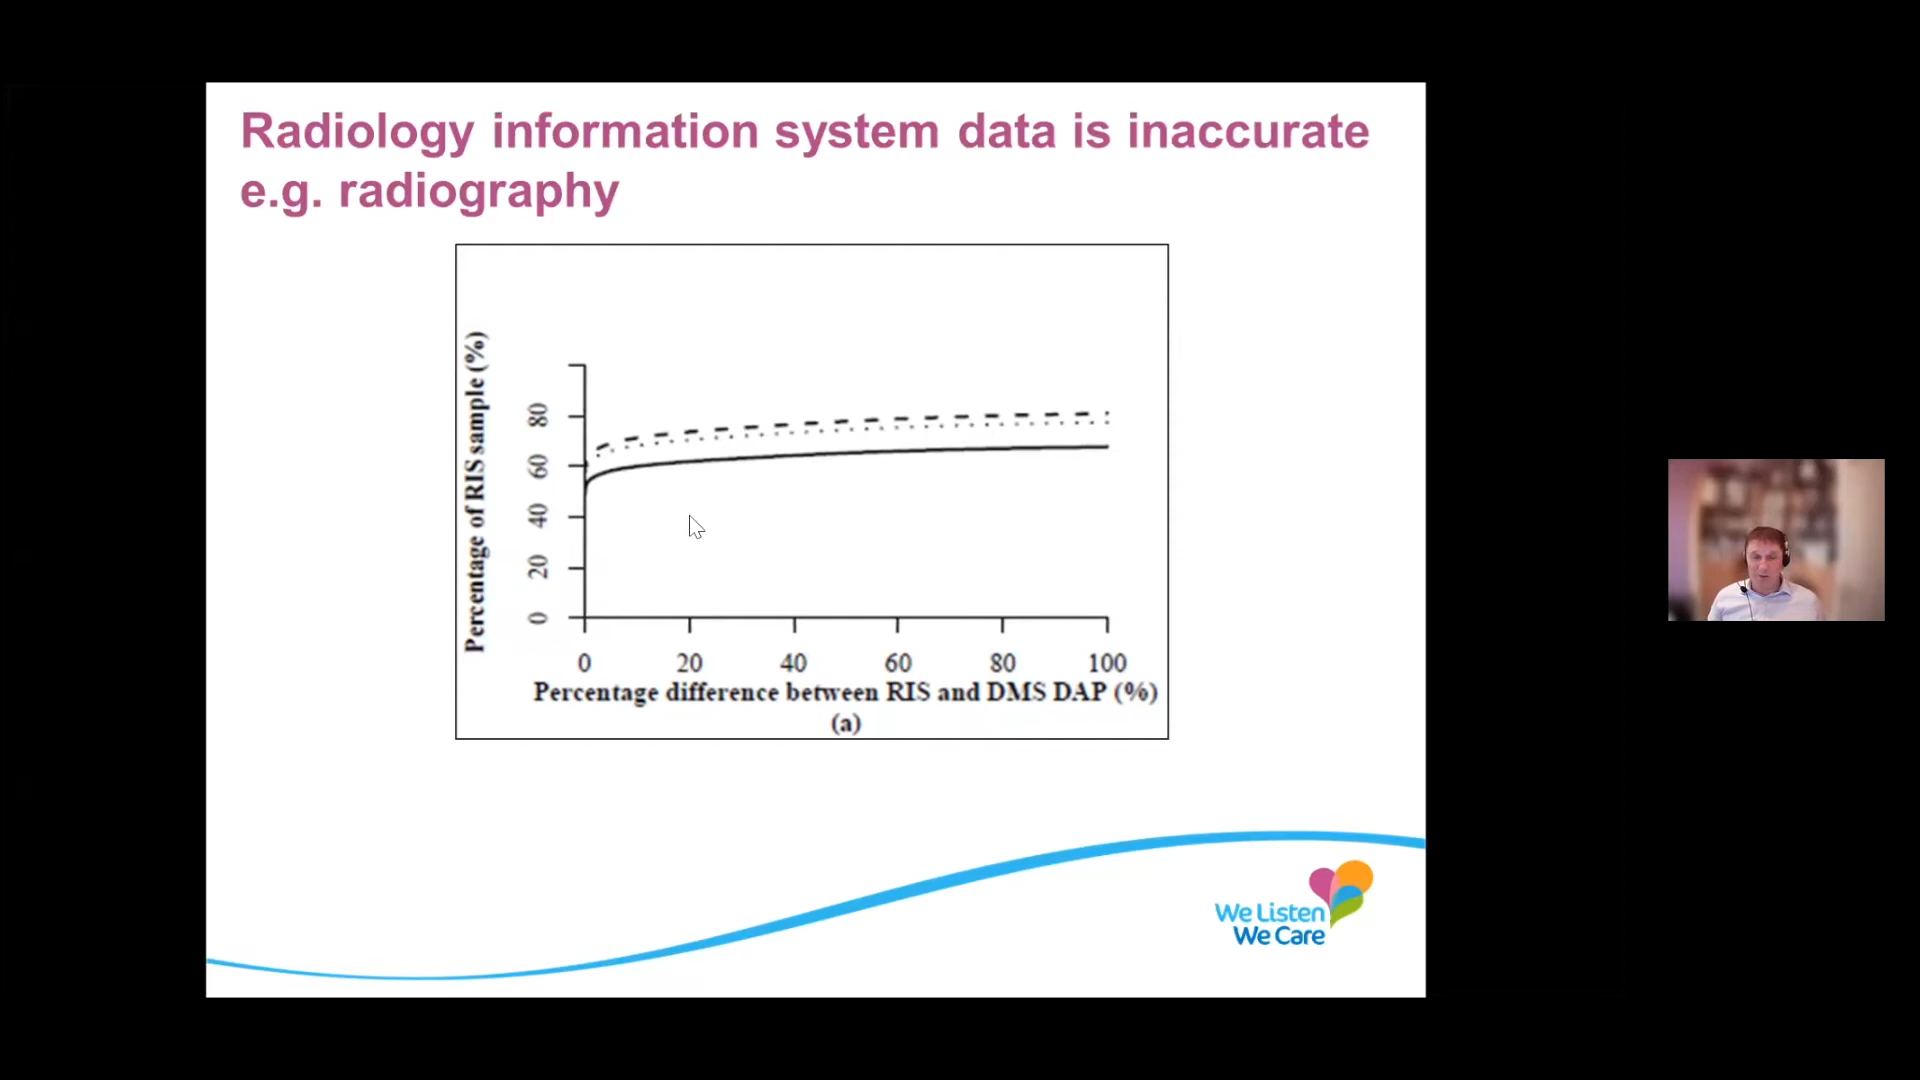 Radiology information system data is inaccurate
e.g. radiography
Percentage of RIS sample (%)
80
60
40
20
0
0 20 40 60 80 100
Percentage difference between RIS and DMS DAP (%)
(a)
We Listen
We Care